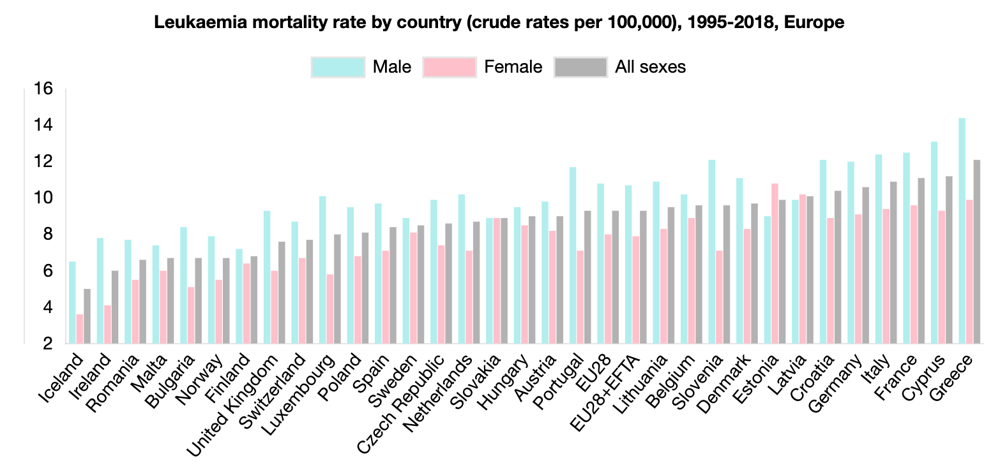 Leukaemia mortality rate by country (crude rates per 100,000), 1995-2018, Europe
Male Female All sexes
16
14
12
10
8
6
4
2
Iceland
Ireland
Romania
Malta
Bulgaria
Norway
Finland
United Kingdom
Switzerland
Luxembourg
Poland
Spain
Sweden
Czech Republic
Netherlands
Slovakia
Hungary
Austria
Portugal
EU28
EU28+EFTA
Lithuania
Belgium
Slovenia
Denmark
Estonia
Latvia
Croatia
Germany
Italy
France
Cyprus
Greece